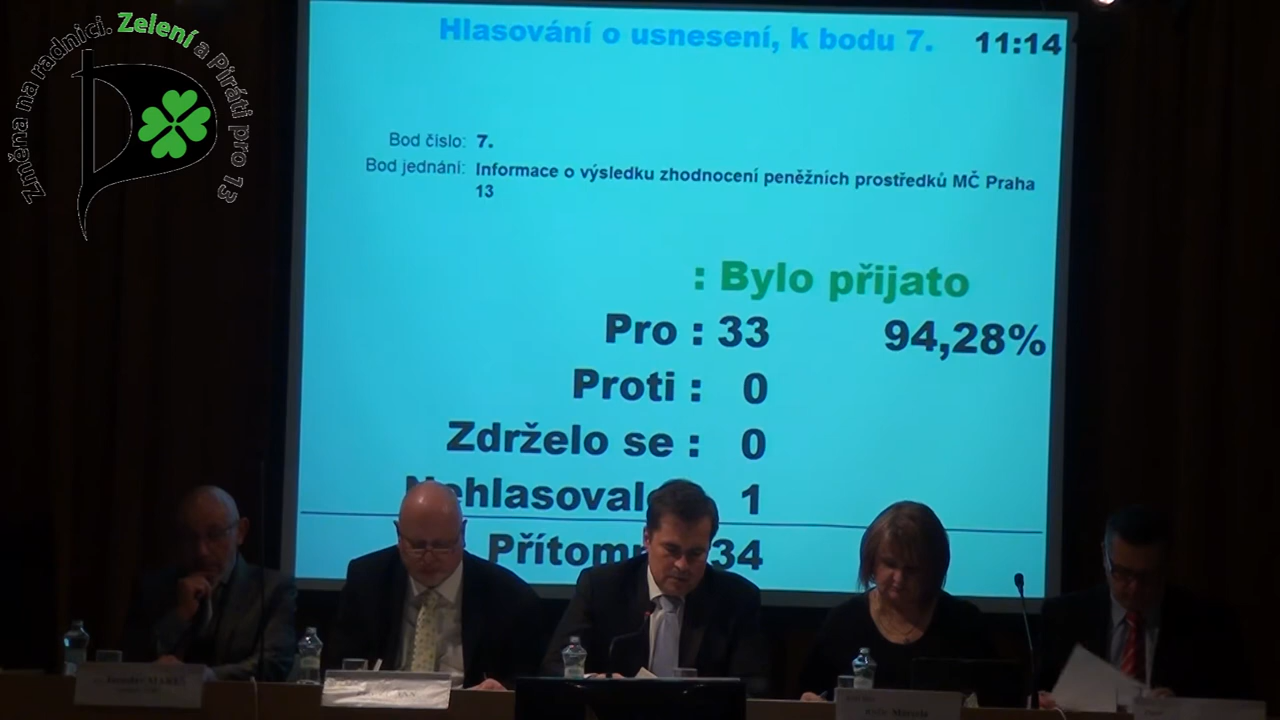 Změna na radnici. Zelení a Piráti pro 13
Hlasování o usnesení, k bodu 7. 11:14
Bod číslo: 7.
Bod jednání: Informace o výsledku zhodnocení peněžních prostředků MČ Praha
13
: Bylo přijato
Pro : 33 94,28%
Proti : 0
Zdrželo se : 0
Nehlasoval 1
Přítomn 34